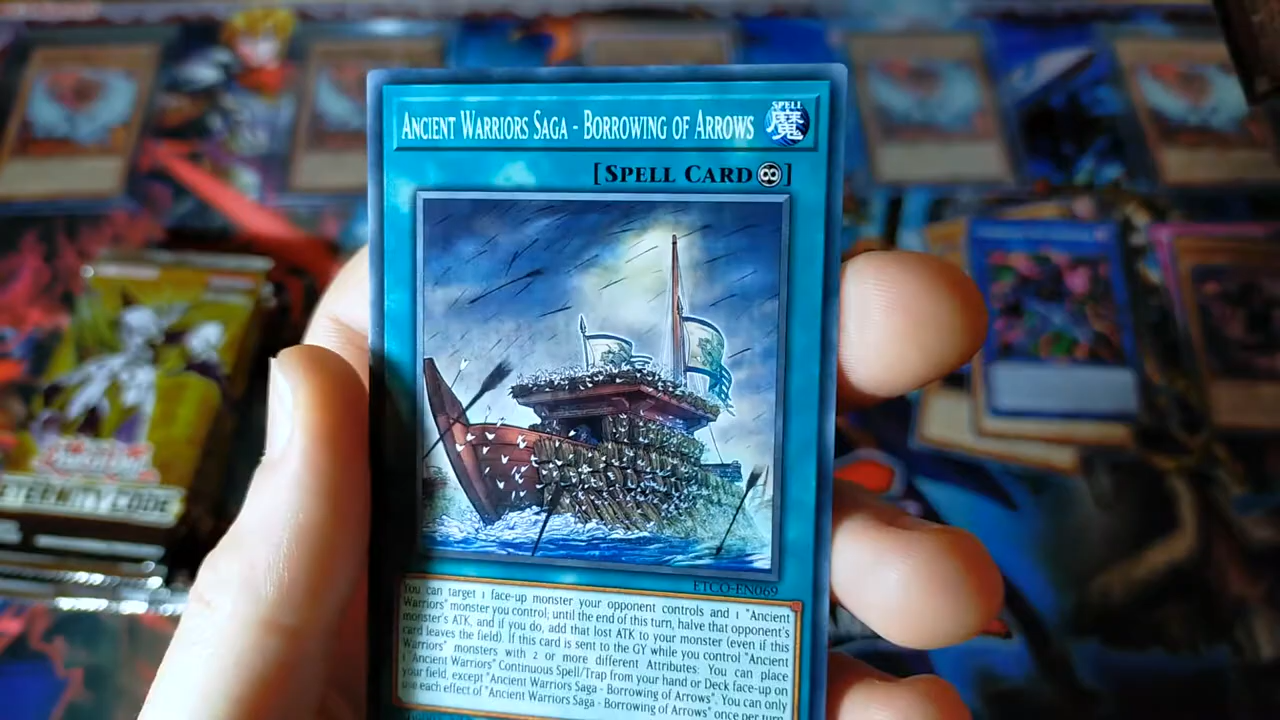 ANCIENT WARRIORS SAGA - BORROWING OF ARROWS
SPELL
魔
[SPELL CARD]
ETCO-EN069
You can target 1 face-up monster your opponent controls and 1 "Ancient
Warriors" monster you control; until the end of this turn, halve that opponent's
monster's ATK, and if you do, add that lost ATK to your monster (even if this
card leaves the field). If this card is sent to the GY while you control "Ancient
Warriors" monsters with 2 or more different Attributes: You can place
1 "Ancient Warriors" Continuous Spell/Trap from your hand or Deck face-up on
your field, except "Ancient Warriors Saga - Borrowing of Arrows". You can only
use each effect of "Ancient Warriors Saga - Borrowing of Arrows" once per turn.
ETERNITY CODE